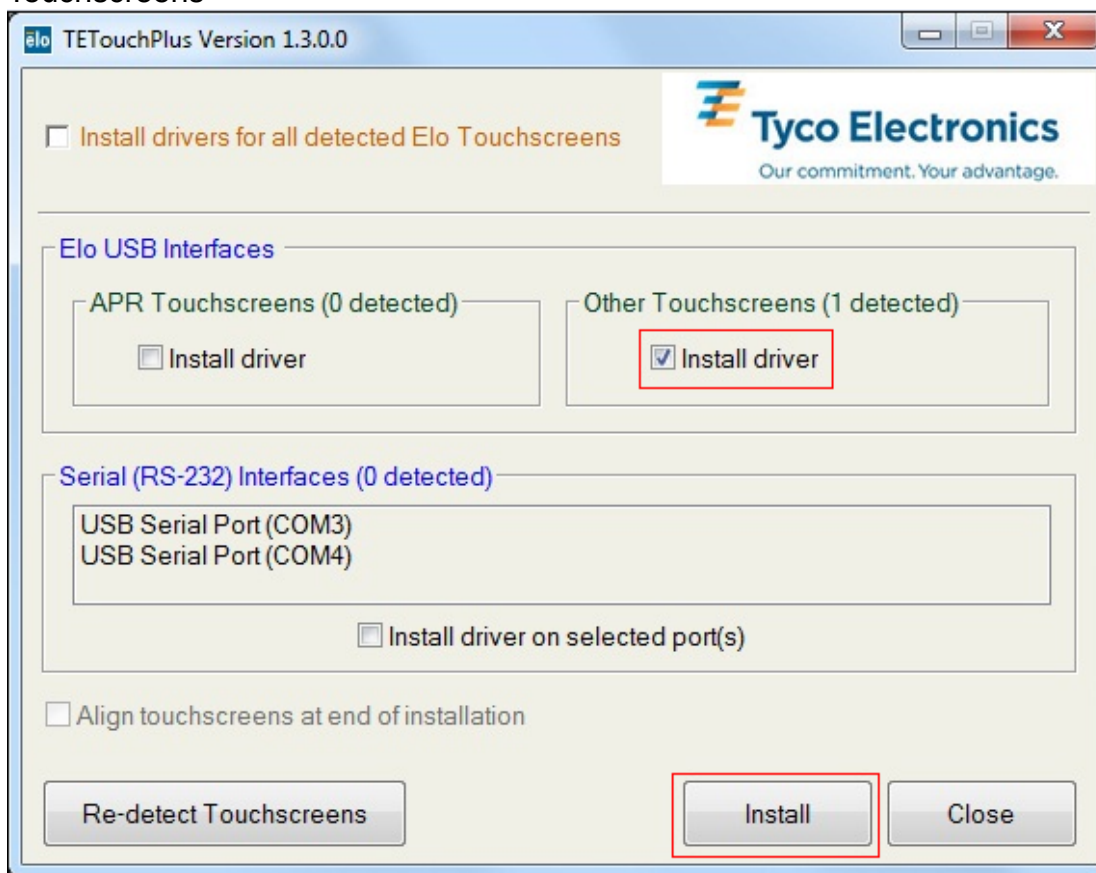 Touchscreens
ēlo TETouchPlus Version 1.3.0.0
Install drivers for all detected Elo Touchscreens
Tyco Electronics
Our commitment. Your advantage.
Elo USB Interfaces
APR Touchscreens (0 detected)
Other Touchscreens (1 detected)
Install driver
Install driver
Serial (RS-232) Interfaces (0 detected)
USB Serial Port (COM3)
USB Serial Port (COM4)
Install driver on selected port(s)
Align touchscreens at end of installation
Re-detect Touchscreens
Install
Close